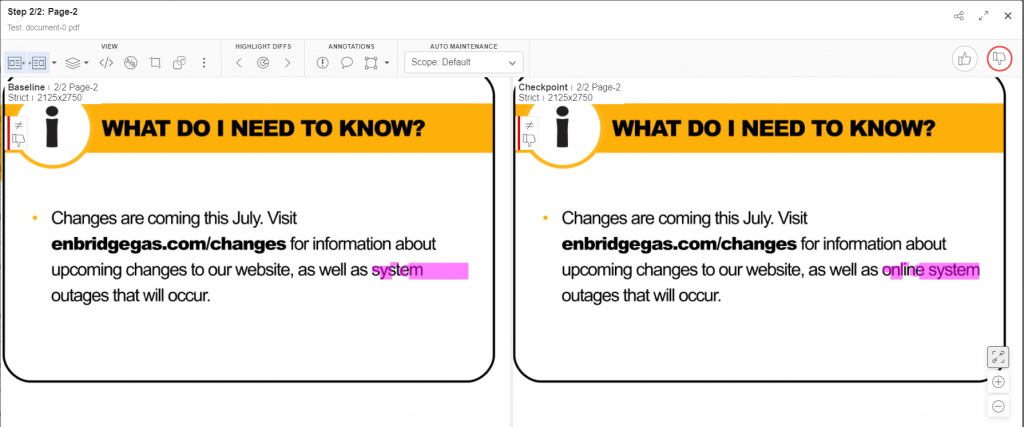 Step 2/2: Page-2
Test: document-0.pdf
VIEW
HIGHLIGHT DIFFS
ANNOTATIONS
AUTO MAINTENANCE
Scope: Default
Baseline 2/2 Page-2
Strict 2125x2750
i WHAT DO I NEED TO KNOW?
• Changes are coming this July. Visit
enbridgegas.com/changes for information about
upcoming changes to our website, as well as system
outages that will occur.
Checkpoint 2/2 Page-2
Strict 2125x2750
i WHAT DO I NEED TO KNOW?
• Changes are coming this July. Visit
enbridgegas.com/changes for information about
upcoming changes to our website, as well as online system
outages that will occur.